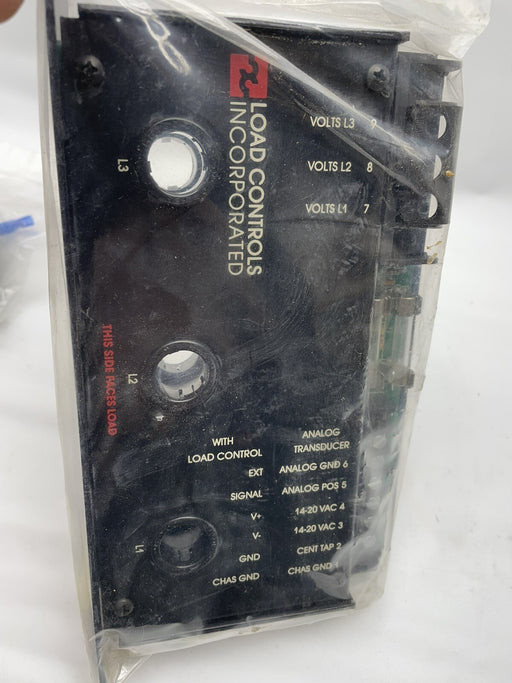 LOAD CONTROLS
INCORPORATED
VOLTS L3 9
VOLTS L2 8
VOLTS L1 7
L3
L2
L1
THIS SIDE FACES LOAD
WITH
LOAD CONTROL
EXT
SIGNAL
V+
V-
GND
CHAS GND
ANALOG
TRANSDUCER
ANALOG GND 6
ANALOG POS 5
14-20 VAC 4
14-20 VAC 3
CENT TAP 2
CHAS GND 1